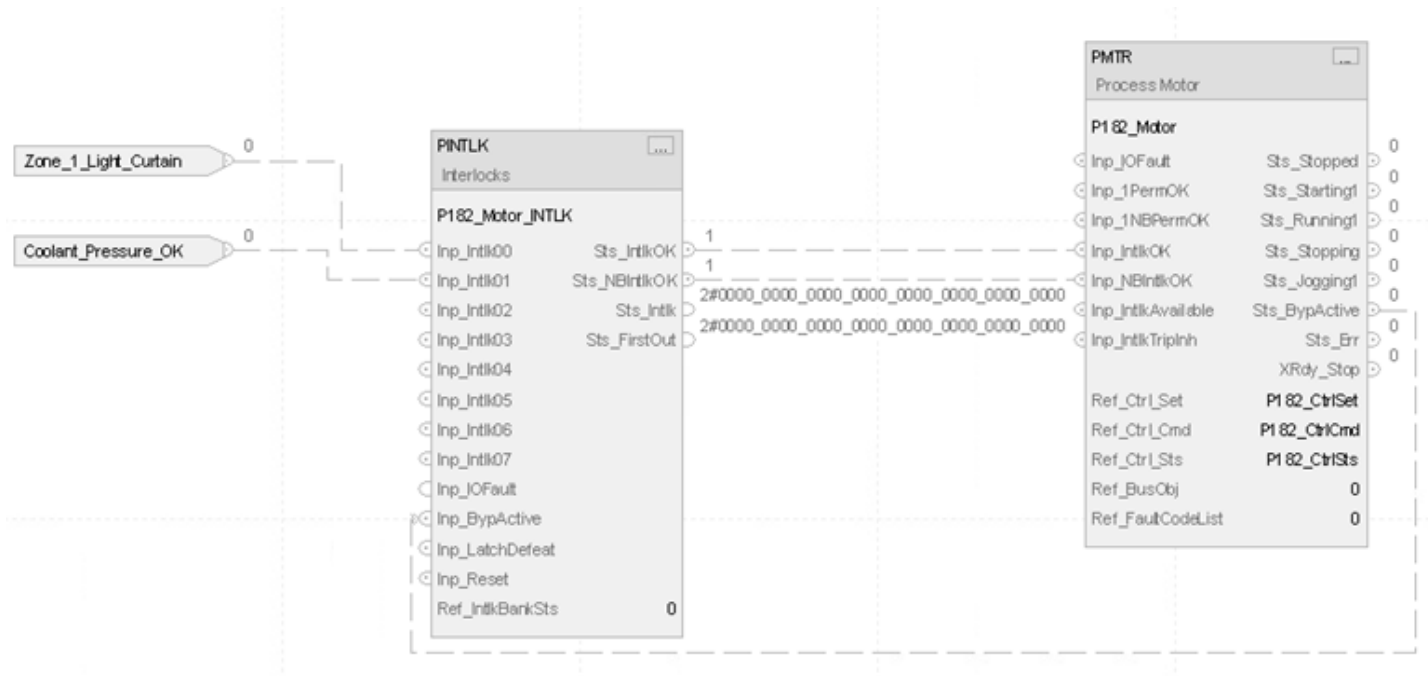 PMTR ...
Process Motor
P182_Motor
Zone_1_Light_Curtain 0
Coolant_Pressure_OK 0
PINTLK ...
Interlocks
P182_Motor_INTLK
Inp_Intlk00 Sts_IntlkOK 1
Inp_Intlk01 Sts_NBIntlkOK 1
Inp_Intlk02 Sts_Intlk 2#0000_0000_0000_0000_0000_0000_0000_0000
Inp_Intlk03 Sts_FirstOut 2#0000_0000_0000_0000_0000_0000_0000_0000
Inp_Intlk04
Inp_Intlk05
Inp_Intlk06
Inp_Intlk07
Inp_IOFault
Inp_BypActive
Inp_LatchDefeat
Inp_Reset
Ref_IntlkBankSts 0
Inp_IOFault Sts_Stopped 0
Inp_1PermOK Sts_Starting1 0
Inp_1NBPermOK Sts_Running1 0
Inp_IntlkOK Sts_Stopping 0
Inp_NBIntlkOK Sts_Jogging1 0
Inp_IntlkAvailable Sts_BypActive 0
Inp_IntlkTripInh Sts_Err 0
XRdy_Stop 0
Ref_Ctrl_Set P182_CtrlSet
Ref_Ctrl_Cmd P182_CtrlCmd
Ref_Ctrl_Sts P182_CtrlSts
Ref_BusObj 0
Ref_FaultCodeList 0